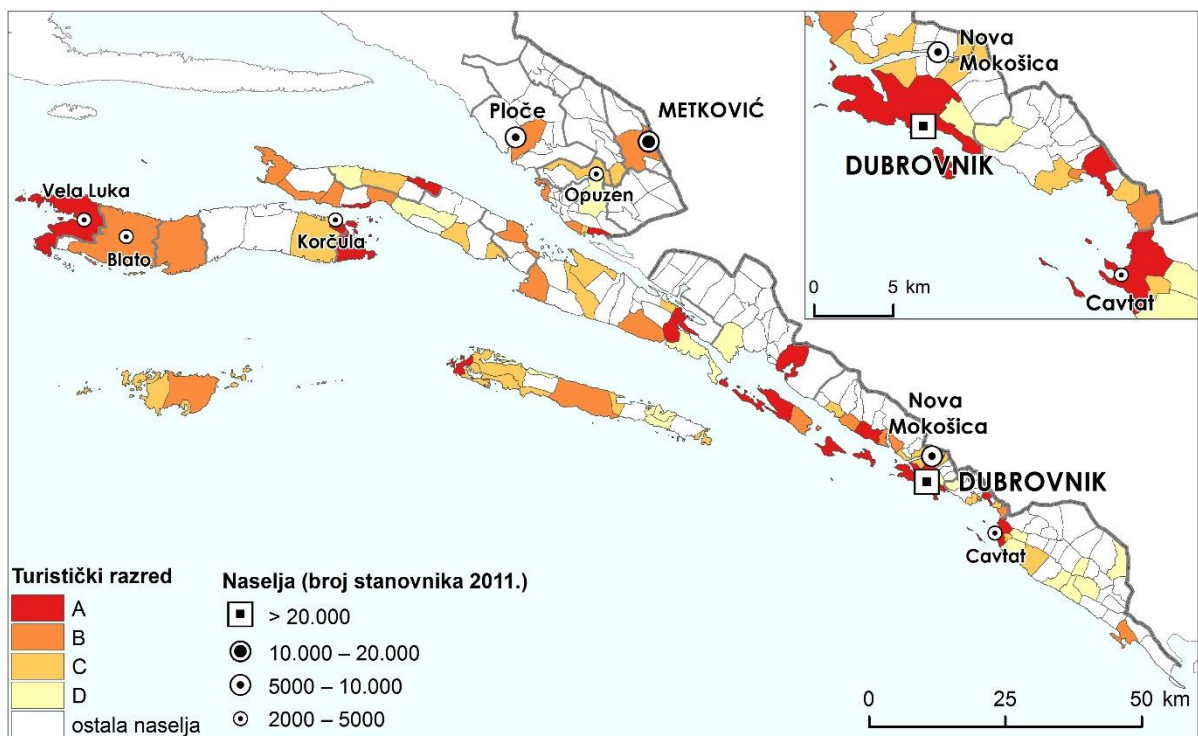 Nova
Mokošica
DUBROVNIK
Cavtat
0 5 km
Ploče
METKOVIĆ
Opuzen
Vela Luka
Blato
Korčula
Nova
Mokošica
DUBROVNIK
Cavtat
Turistički razred
A
B
C
D
ostala naselja
Naselja (broj stanovnika 2011.)
> 20.000
10.000 – 20.000
5000 – 10.000
2000 – 5000
0 25 50 km